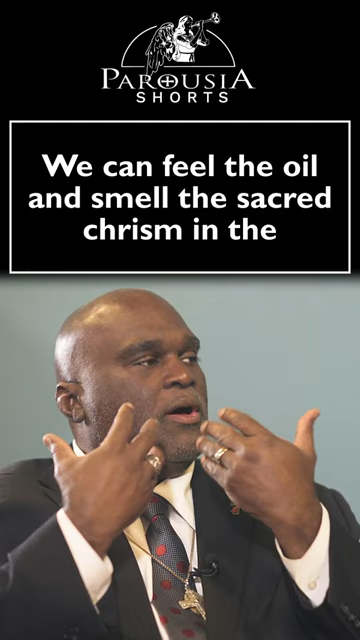 PAROUSIA
SHORTS
We can feel the oil
and smell the sacred
chrism in the